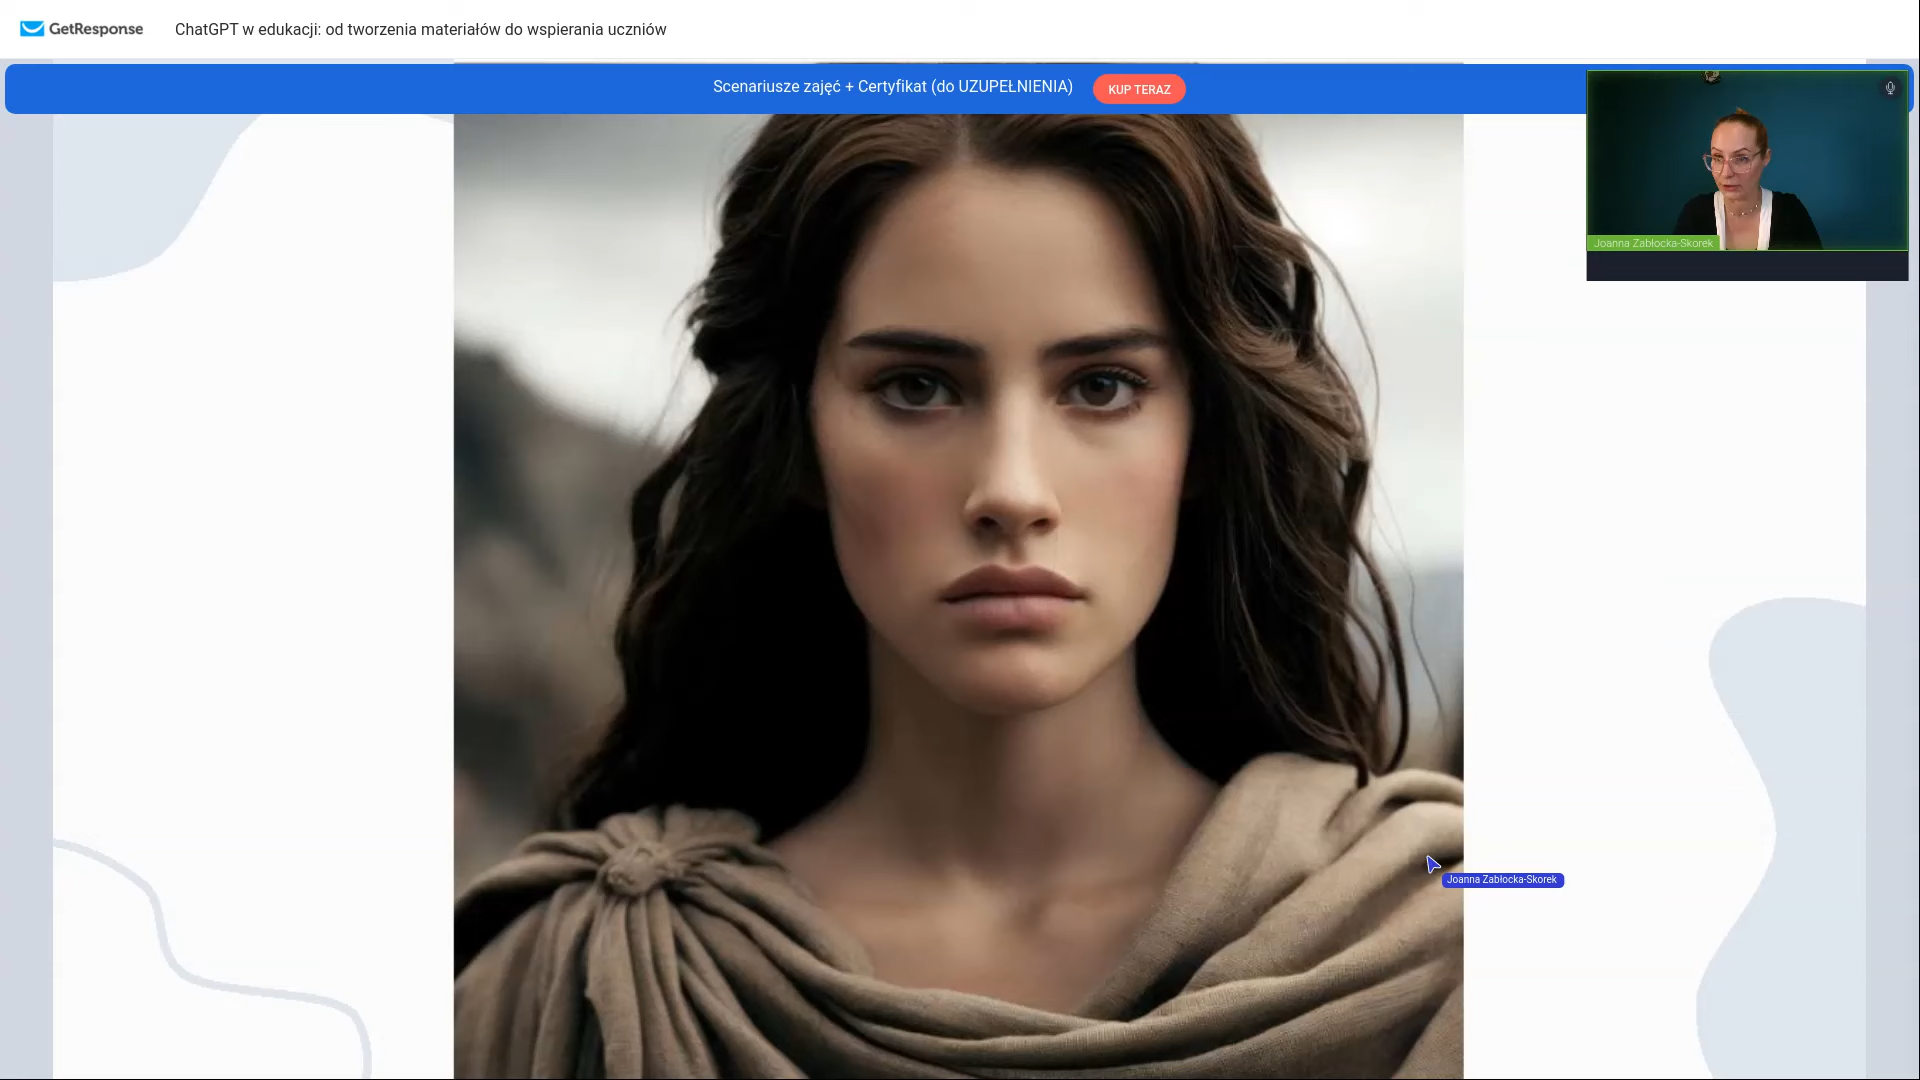 GetResponse
ChatGPT w edukacji: od tworzenia materiałów do wspierania uczniów
Scenariusze zajęć + Certyfikat (do UZUPEŁNIENIA)
KUP TERAZ
Joanna Zabłocka-Skorek
Joanna Zabłocka-Skorek